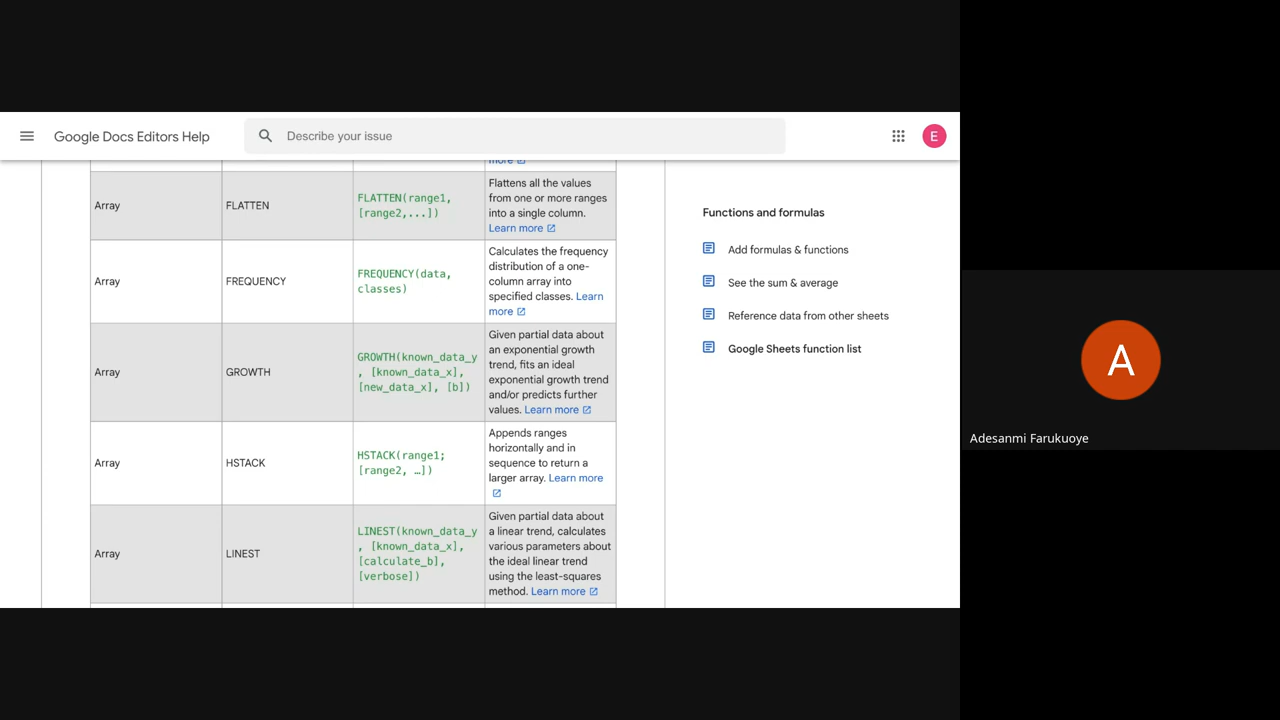 Google Docs Editors Help
Describe your issue
E
more
Array
FLATTEN
FLATTEN(range1,
[range2,...])
Flattens all the values
from one or more ranges
into a single column.
Learn more
Array
FREQUENCY
FREQUENCY(data,
classes)
Calculates the frequency
distribution of a one-
column array into
specified classes. Learn
more
Array
GROWTH
GROWTH(known_data_y
, [known_data_x],
[new_data_x], [b])
Given partial data about
an exponential growth
trend, fits an ideal
exponential growth trend
and/or predicts further
values. Learn more
Array
HSTACK
HSTACK(range1;
[range2, …])
Appends ranges
horizontally and in
sequence to return a
larger array. Learn more
Array
LINEST
LINEST(known_data_y
, [known_data_x],
[calculate_b],
[verbose])
Given partial data about
a linear trend, calculates
various parameters about
the ideal linear trend
using the least-squares
method. Learn more
Functions and formulas
Add formulas & functions
See the sum & average
Reference data from other sheets
Google Sheets function list
A
Adesanmi Farukuoye